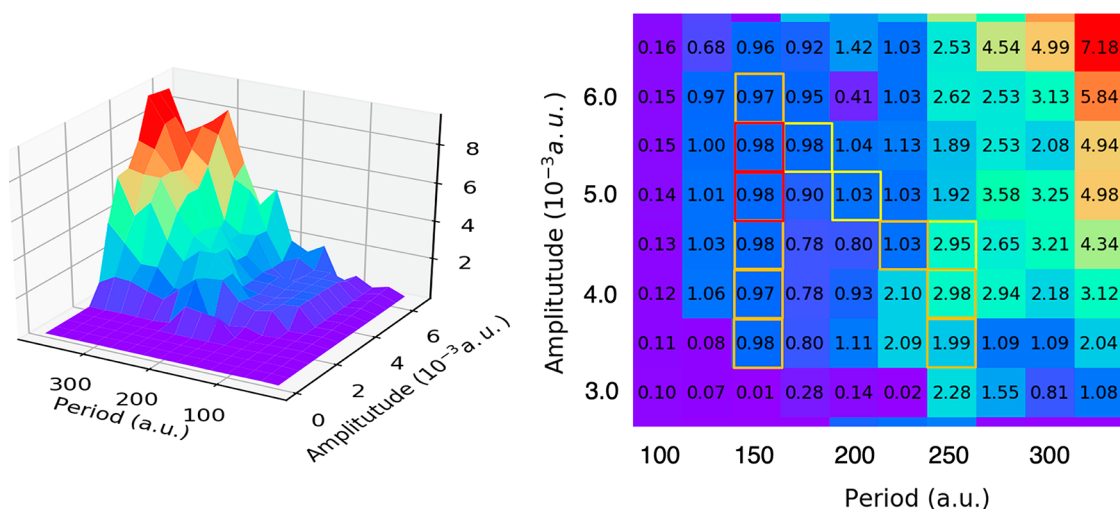 8
6
4
2
6
4
2
0
Amplitutude (10⁻³a.u.)
300
200
100
Period (a.u.)
Amplitutude (10⁻³a.u.)
0.16 0.68 0.96 0.92 1.42 1.03 2.53 4.54 4.99 7.18
6.0 0.15 0.97 0.97 0.95 0.41 1.03 2.62 2.53 3.13 5.84
0.15 1.00 0.98 0.98 1.04 1.13 1.89 2.53 2.08 4.94
5.0 0.14 1.01 0.98 0.90 1.03 1.03 1.92 3.58 3.25 4.98
0.13 1.03 0.98 0.78 0.80 1.03 2.95 2.65 3.21 4.34
4.0 0.12 1.06 0.97 0.78 0.93 2.10 2.98 2.94 2.18 3.12
0.11 0.08 0.98 0.80 1.11 2.09 1.99 1.09 1.09 2.04
3.0 0.10 0.07 0.01 0.28 0.14 0.02 2.28 1.55 0.81 1.08
100 150 200 250 300
Period (a.u.)